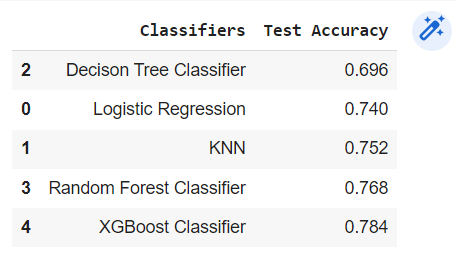 Classifiers Test Accuracy
2 Decison Tree Classifier 0.696
0 Logistic Regression 0.740
1 KNN 0.752
3 Random Forest Classifier 0.768
4 XGBoost Classifier 0.784